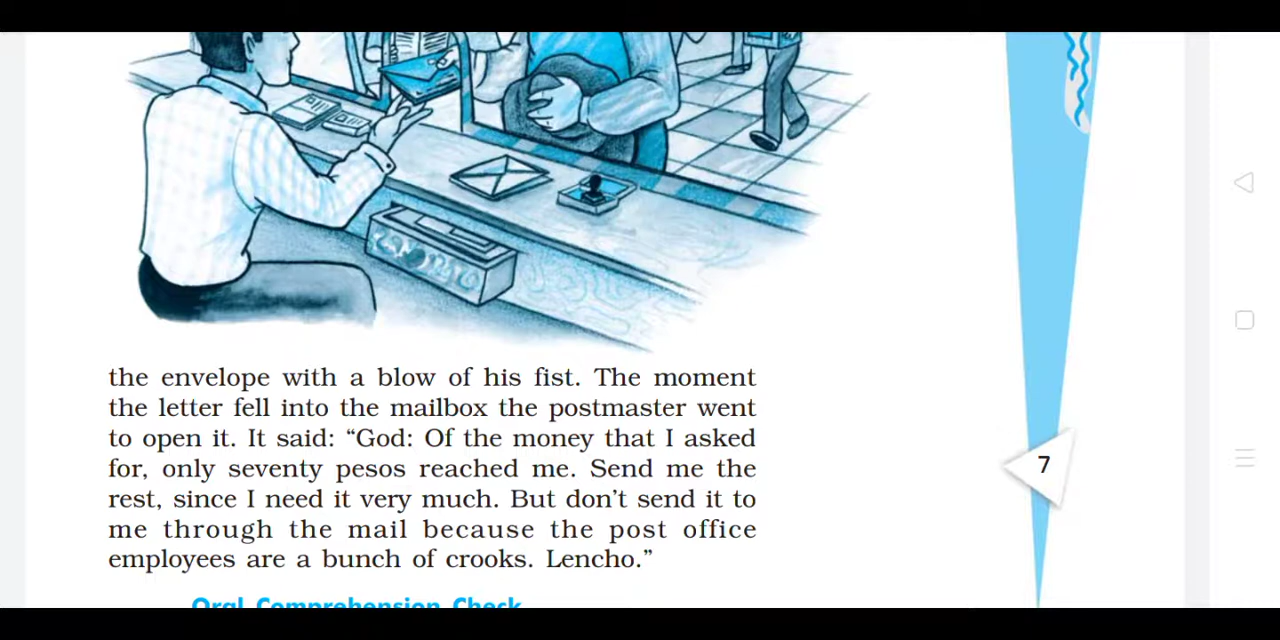 the envelope with a blow of his fist. The moment
the letter fell into the mailbox the postmaster went
to open it. It said: “God: Of the money that I asked
for, only seventy pesos reached me. Send me the
rest, since I need it very much. But don’t send it to
me through the mail because the post office
employees are a bunch of crooks. Lencho.”
7
Oral Comprehension Check